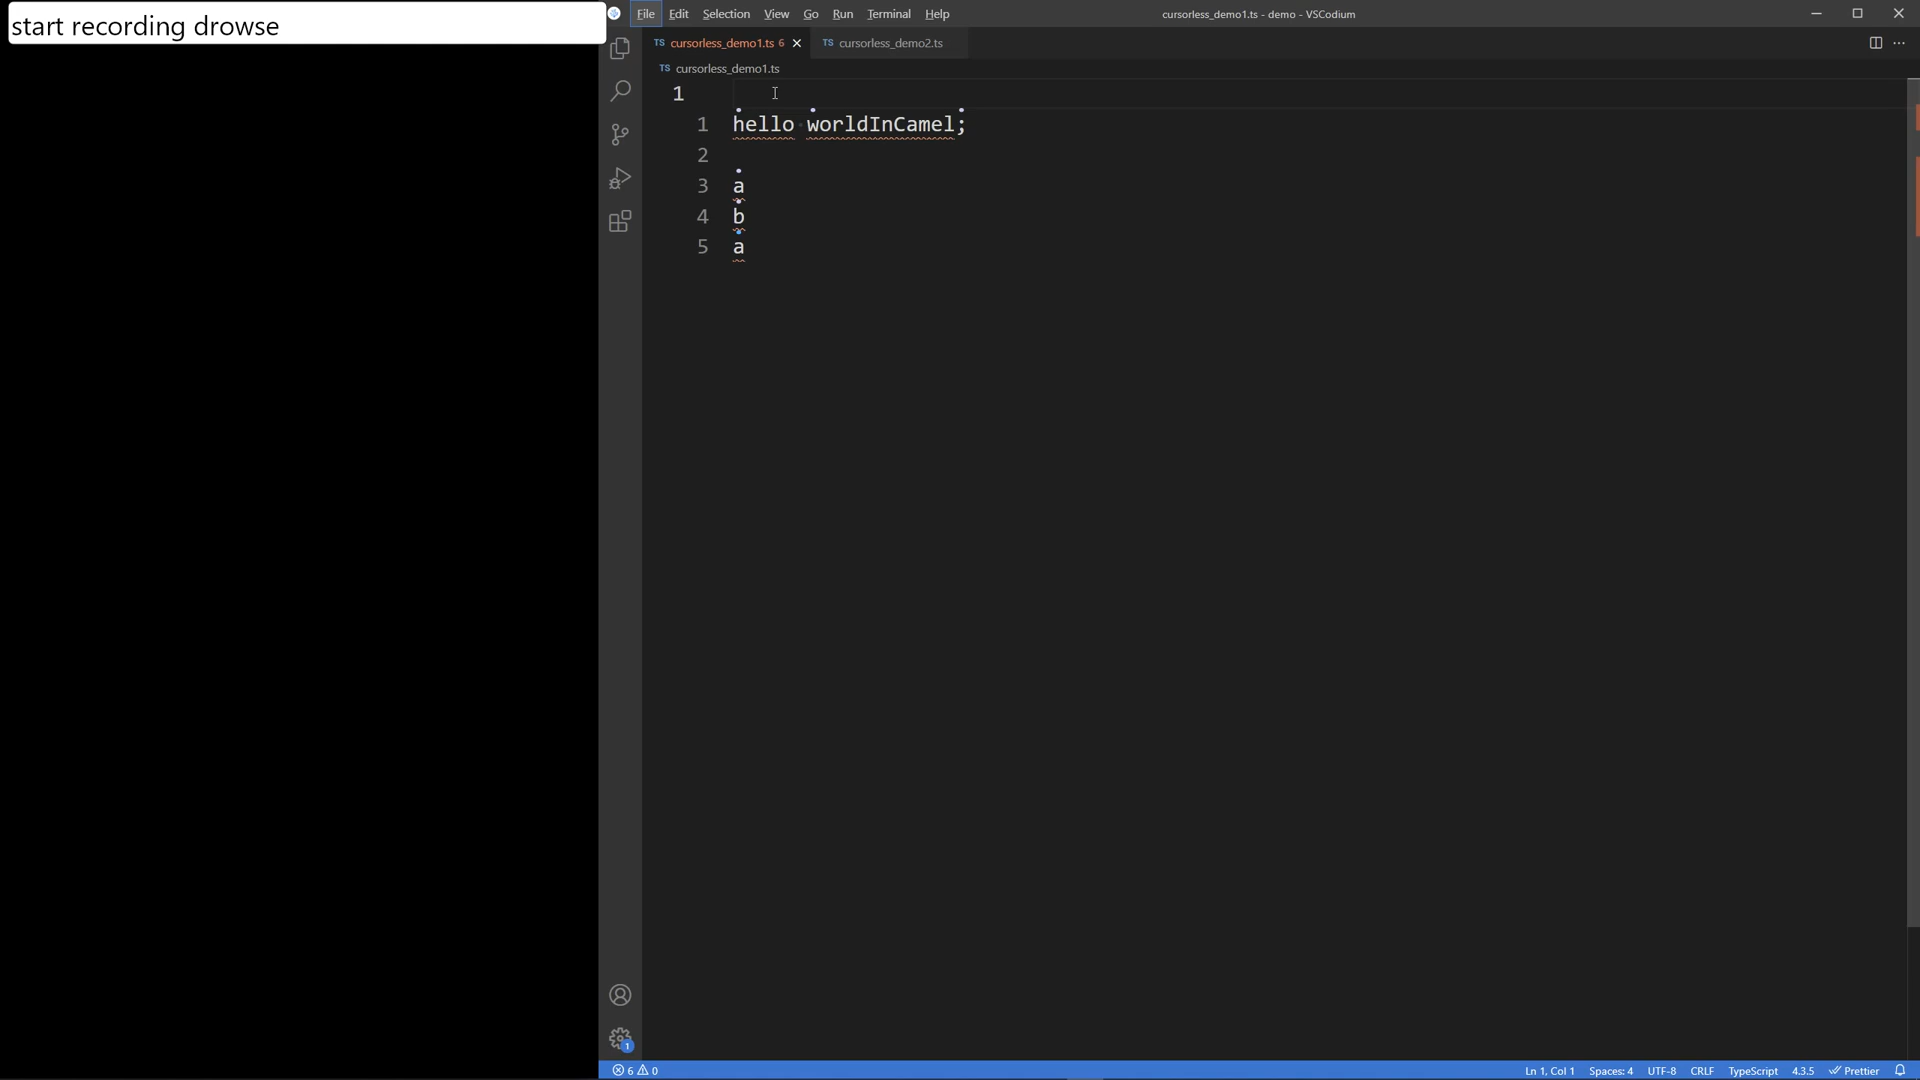 start recording drowse
File Edit Selection View Go Run Terminal Help
cursorless_demo1.ts - demo - VSCodium
TS cursorless_demo1.ts 6
TS cursorless_demo2.ts
TS cursorless_demo1.ts
1
1 hello worldInCamel;
2
3 a
4 b
5 a
1
6 0
Ln 1, Col 1 Spaces: 4 UTF-8 CRLF TypeScript 4.3.5 Prettier